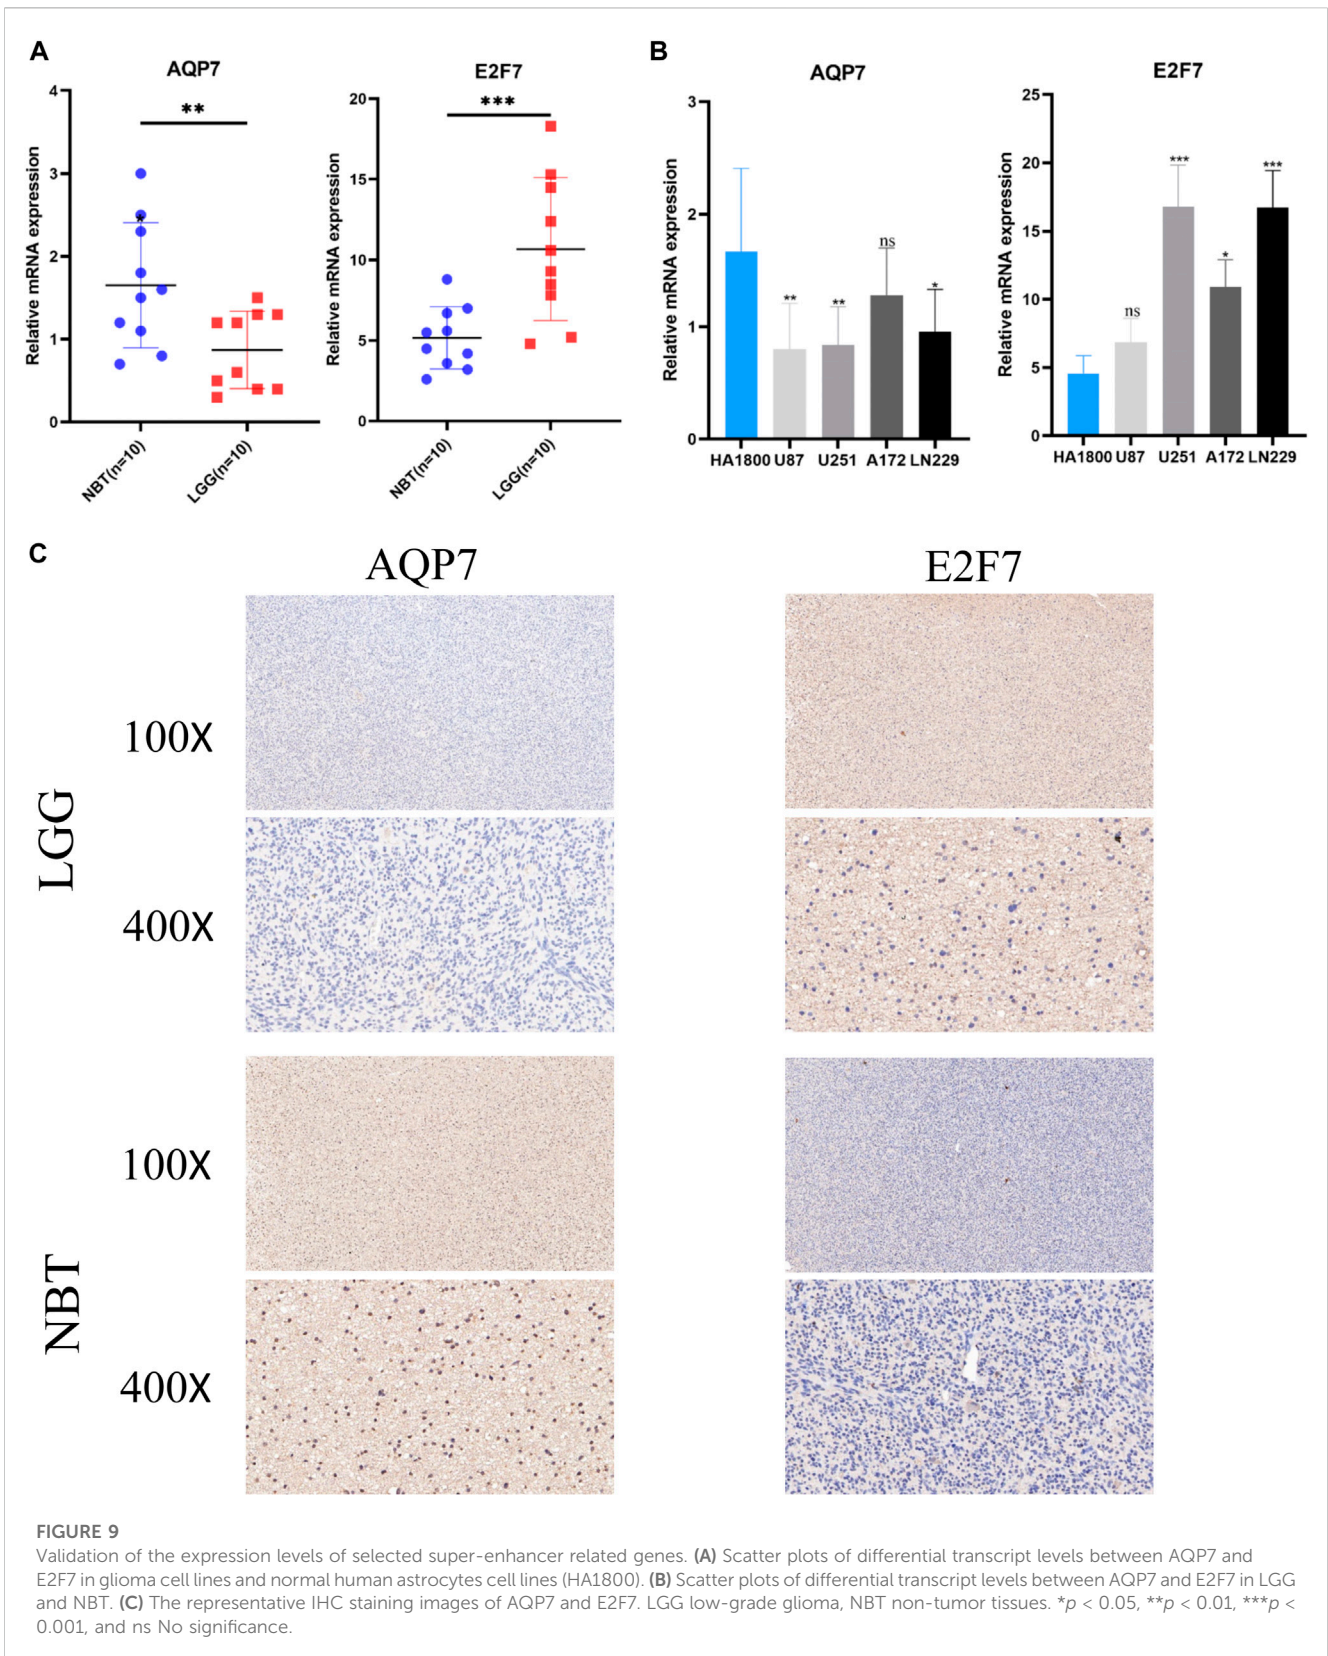 A
AQP7
**
Relative mRNA expression
4
3
2
1
0
*
NBT(n=10)
LGG(n=10)
E2F7
***
Relative mRNA expression
20
15
10
5
0
NBT(n=10)
LGG(n=10)
B
AQP7
Relative mRNA expression
3
2
1
0
** ** ns *
HA1800 U87 U251 A172 LN229
E2F7
Relative mRNA expression
25
20
15
10
5
0
ns *** * ***
HA1800 U87 U251 A172 LN229
C
AQP7 E2F7
LGG
100X
400X
NBT
100X
400X
FIGURE 9
Validation of the expression levels of selected super-enhancer related genes. (A) Scatter plots of differential transcript levels between AQP7 and
E2F7 in glioma cell lines and normal human astrocytes cell lines (HA1800). (B) Scatter plots of differential transcript levels between AQP7 and E2F7 in LGG
and NBT. (C) The representative IHC staining images of AQP7 and E2F7. LGG low-grade glioma, NBT non-tumor tissues. *p < 0.05, **p < 0.01, ***p <
0.001, and ns No significance.